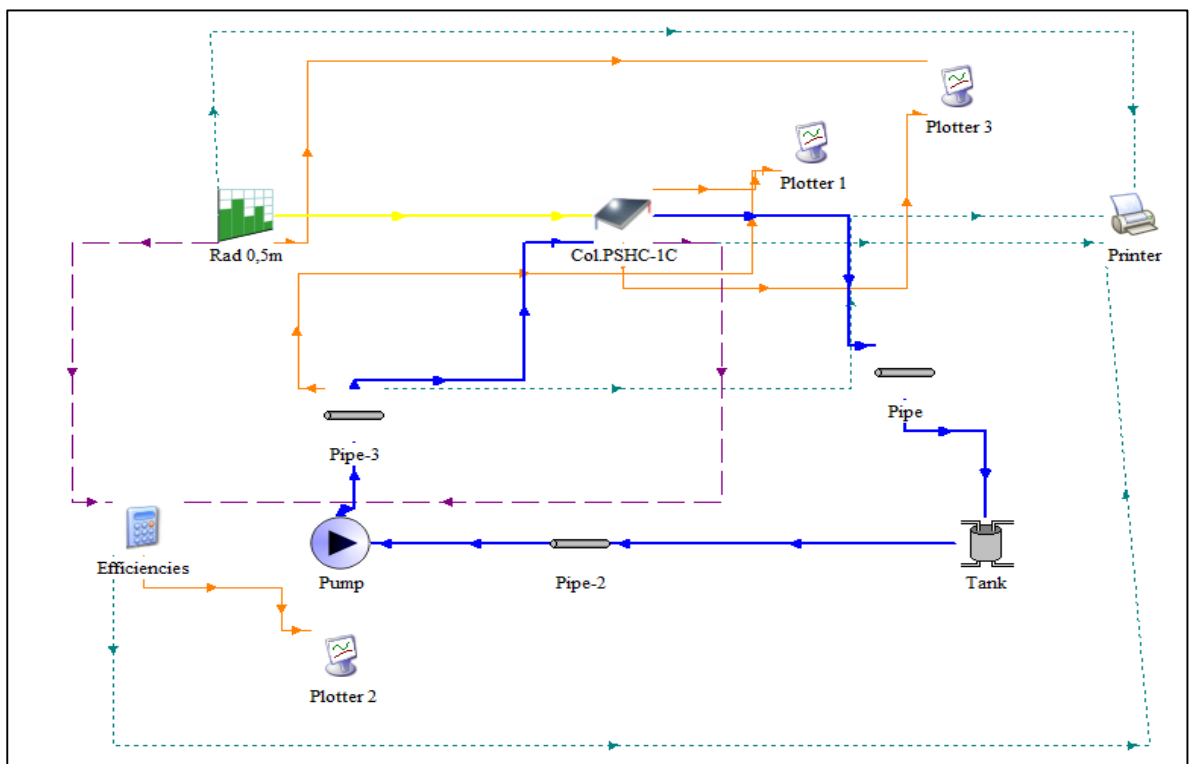 Plotter 3
Plotter 1
Rad 0,5m
Col.PSHC-1C
Printer
Pipe
Pipe-3
Efficiencies
Pump
Pipe-2
Tank
Plotter 2